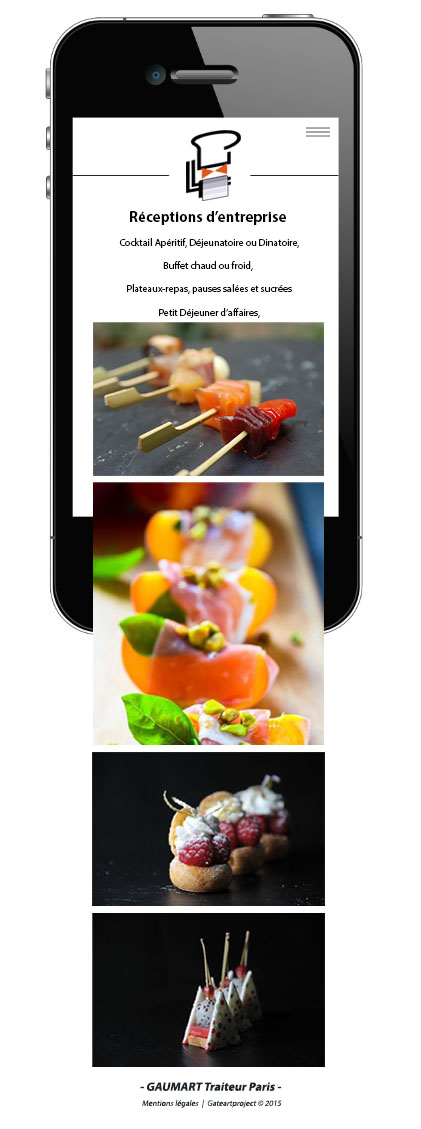 Réceptions d'entreprise
Cocktail Apéritif, Déjeunatoire ou Dinatoire,
Buffet chaud ou froid,
Plateaux-repas, pauses salées et sucrées
Petit Déjeuner d'affaires,
- GAUMART Traiteur Paris -
Mentions légales | Gateartproject © 2015